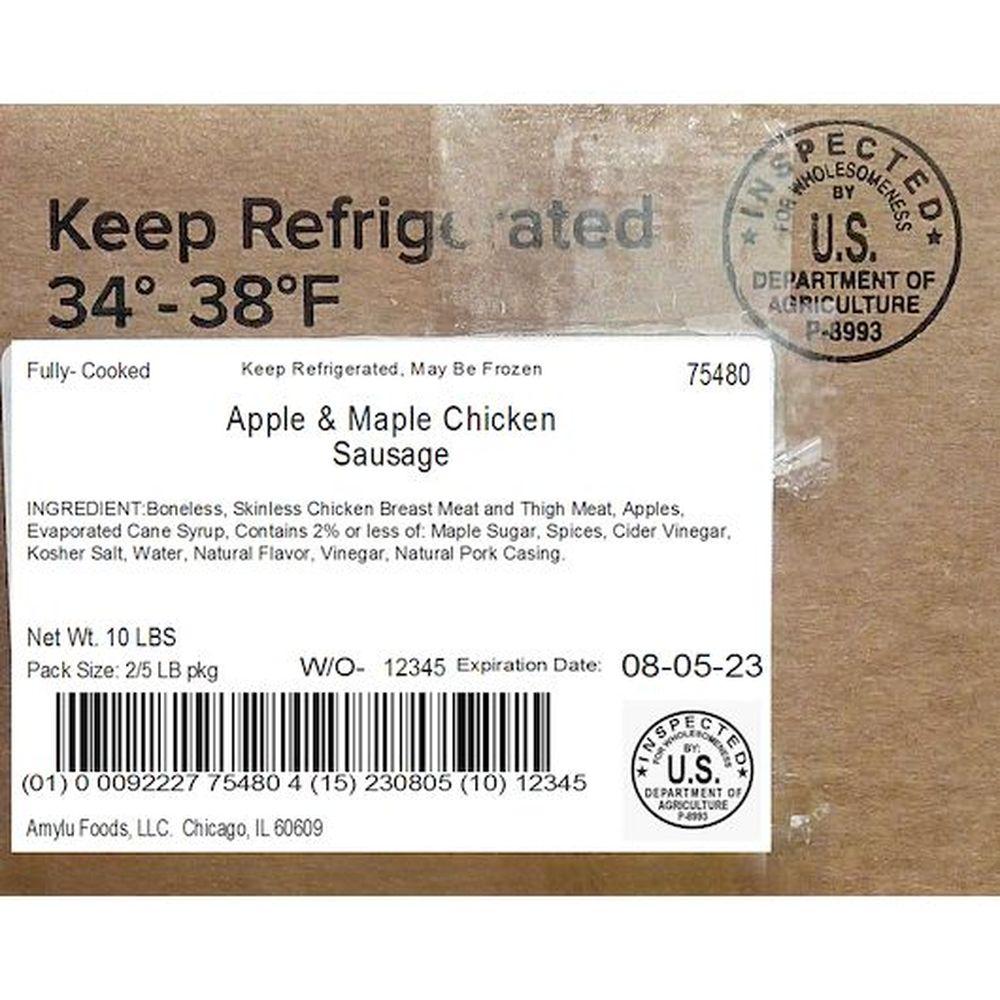 Keep Refrigerated
34°-38°F
INSPECTED
FOR WHOLESOMENESS
BY
U.S.
DEPARTMENT OF
AGRICULTURE
P-8993
Fully- Cooked Keep Refrigerated, May Be Frozen 75480
Apple & Maple Chicken
Sausage
INGREDIENT:Boneless, Skinless Chicken Breast Meat and Thigh Meat, Apples,
Evaporated Cane Syrup, Contains 2% or less of: Maple Sugar, Spices, Cider Vinegar,
Kosher Salt, Water, Natural Flavor, Vinegar, Natural Pork Casing.
Net Wt. 10 LBS
Pack Size: 2/5 LB pkg W/O- 12345 Expiration Date: 08-05-23
(01) 0 0092227 75480 4 (15) 230805 (10) 12345
INSPECTED
FOR WHOLESOMENESS
BY:
U.S.
DEPARTMENT OF
AGRICULTURE
P-8993
Amylu Foods, LLC. Chicago, IL 60609